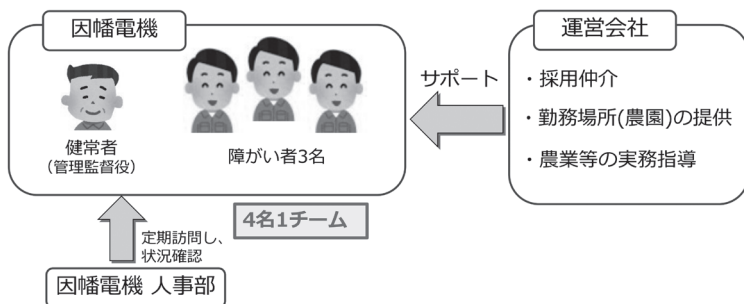 因幡電機
健常者
(管理監督役)
障がい者3名
4名1チーム
サポート
運営会社
・採用仲介
・勤務場所(農園)の提供
・農業等の実務指導
定期訪問し、
状況確認
因幡電機 人事部